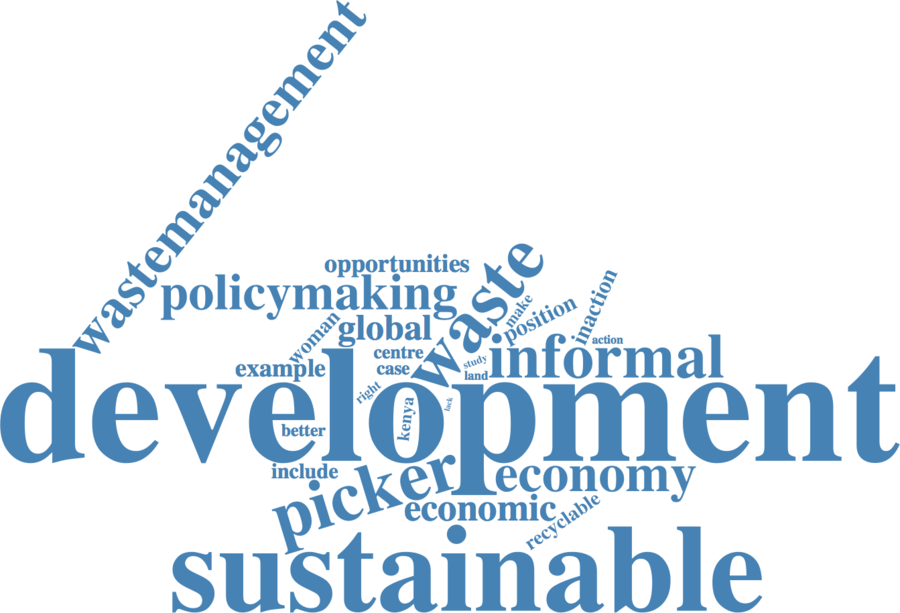 wastemanagement
opportunities
waste
policymaking
make
position
inaction
woman
global
action
centre
informal
example
case
study
land
development
right
kenya
lack
better
include
picker
economy
economic
recyclable
sustainable